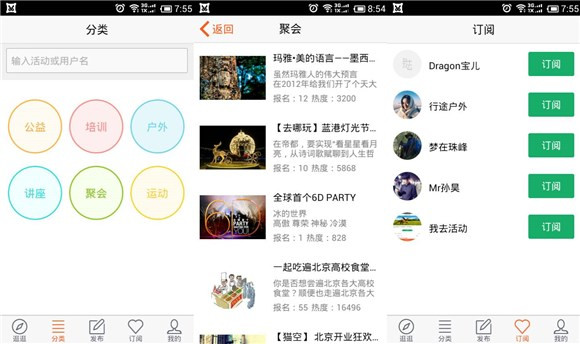 7:55
分类
输入活动或用户名
公益
培训
户外
讲座
聚会
运动
逛逛
分类
发布
订阅
我的
8:54
返回
聚会
玛雅•美的语言——墨西...
虽然玛雅人的伟大预言
在2012年给我们开了个天大
报名：12 热度：3200
【去哪玩】蓝港灯光节...
在帝都，要实现"看星星看月
亮，从诗词歌赋聊到人生哲
报名：12 热度：5835
全球首个6D PARTY
冰的世界
高傲 尊荣 神秘 冷漠
报名：1 热度：828
一起吃遍北京高校食堂...
你是否想尝遍北京各大高校
食堂？顺便也走遍北京各大
报名：55 热度：16496
【猫空】 北京开业狂欢...
7:55
订阅
Dragon宝儿
订阅
行途户外
订阅
梦在珠峰
订阅
Mr孙昊
订阅
我去活动
订阅
逛逛
分类
发布
订阅
我的